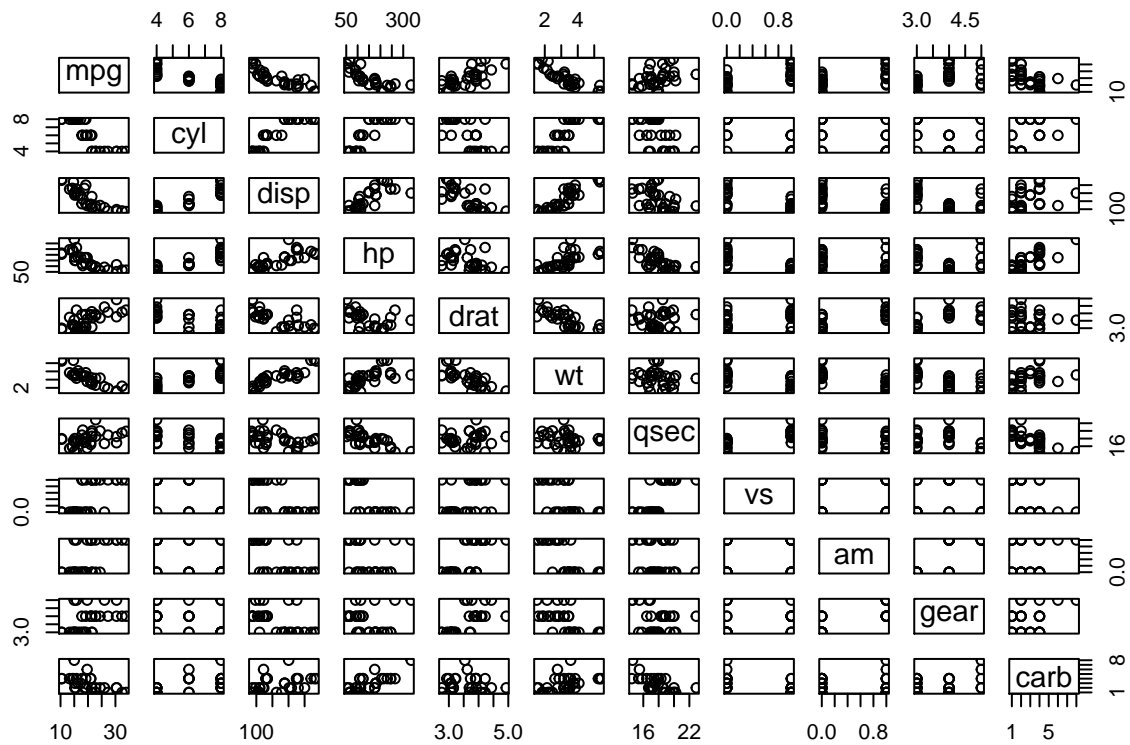 4 6 8 50 300 2 4 0.0 0.4 0.8 3.0 4.5
mpg 10
4 8 cyl
disp 100
50 hp
drat 3.0
2 wt
qsec 16
0.0 vs
am 0.0
3.0 gear
carb 1 8
10 20 30 100 3.0 5.0 16 22 0.0 0.8 1 5